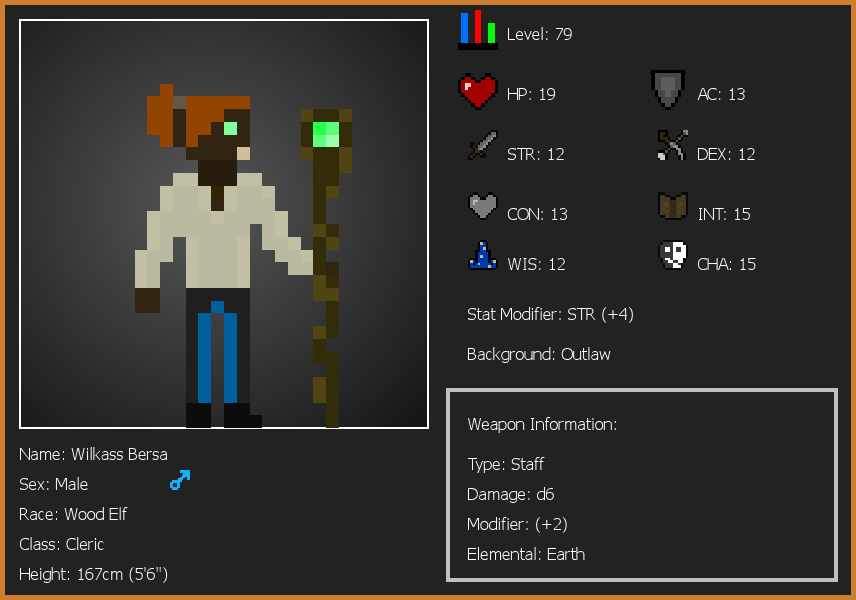 Level: 79
HP: 19
AC: 13
STR: 12
DEX: 12
CON: 13
INT: 15
WIS: 12
CHA: 15
Stat Modifier: STR (+4)
Background: Outlaw
Weapon Information:
Type: Staff
Damage: d6
Modifier: (+2)
Elemental: Earth
Name: Wilkass Bersa
Sex: Male
Race: Wood Elf
Class: Cleric
Height: 167cm (5'6")